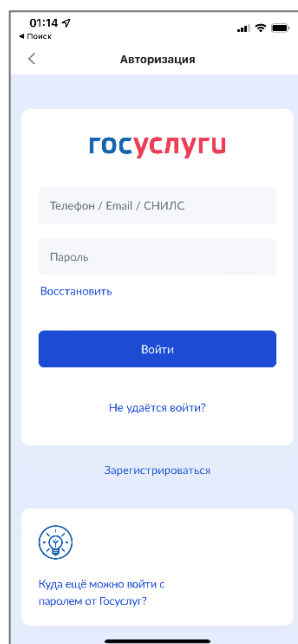 01:14
Поиск
Авторизация
госуслуги
Телефон / Email / СНИЛС
Пароль
Восстановить
Войти
Не удаётся войти?
Зарегистрироваться
Куда ещё можно войти с
паролем от Госуслуг?